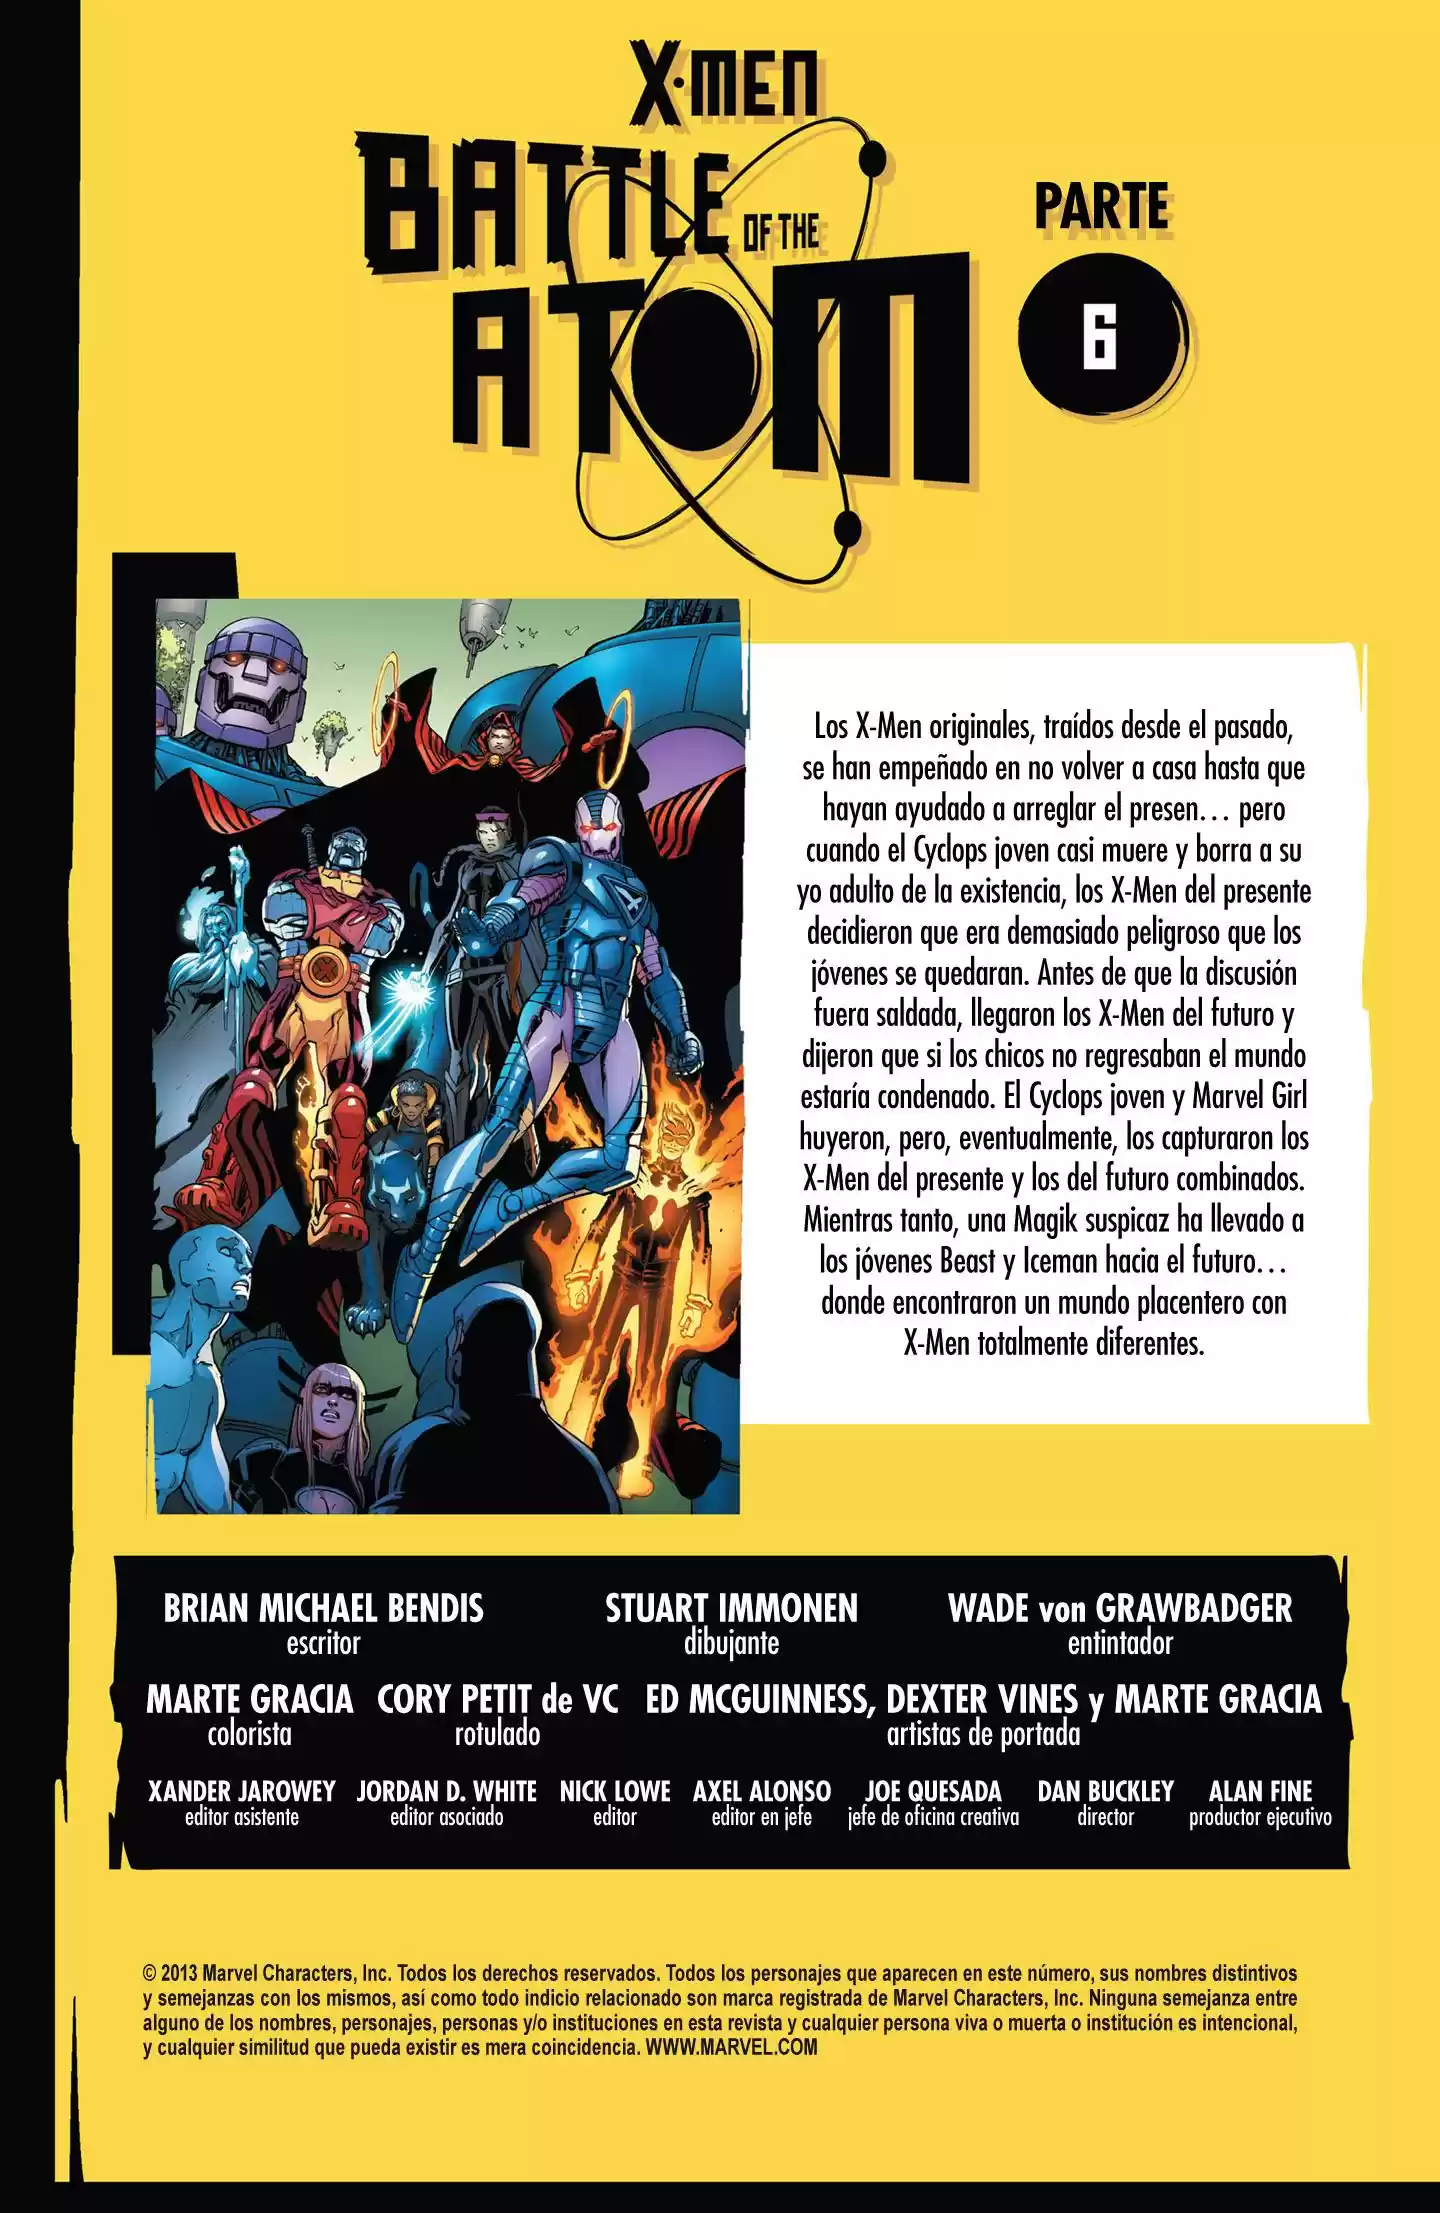 X-MEN
BATTLE
OF THE
ATOM
PARTE
6
Los X-Men originales, traídos desde el pasado,
se han empeñado en no volver a casa hasta que
hayan ayudado a arreglar el presen… pero
cuando el Cyclops joven casi muere y borra a su
yo adulto de la existencia, los X-Men del presente
decidieron que era demasiado peligroso que los
jóvenes se quedaran. Antes de que la discusión
fuera saldada, llegaron los X-Men del futuro y
dijeron que si los chicos no regresaban el mundo
estaría condenado. El Cyclops joven y Marvel Girl
huyeron, pero, eventualmente, los capturaron los
X-Men del presente y los del futuro combinados.
Mientras tanto, una Magik suspicaz ha llevado a
los jóvenes Beast y Iceman hacia el futuro…
donde encontraron un mundo placentero con
X-Men totalmente diferentes.
BRIAN MICHAEL BENDIS STUART IMMONEN WADE von GRAWBADGER
escritor dibujante entintador
MARTE GRACIA CORY PETIT de VC ED MCGUINNESS, DEXTER VINES y MARTE GRACIA
colorista rotulado artistas de portada
XANDER JAROWEY JORDAN D. WHITE NICK LOWE AXEL ALONSO JOE QUESADA DAN BUCKLEY ALAN FINE
editor asistente editor asociado editor editor en jefe jefe de oficina creativa director productor ejecutivo
© 2013 Marvel Characters, Inc. Todos los derechos reservados. Todos los personajes que aparecen en este número, sus nombres distintivos
y semejanzas con los mismos, así como todo indicio relacionado son marca registrada de Marvel Characters, Inc. Ninguna semejanza entre
alguno de los nombres, personajes, personas y/o instituciones en esta revista y cualquier persona viva o muerta o institución es intencional,
y cualquier similitud que pueda existir es mera coincidencia. WWW.MARVEL.COM